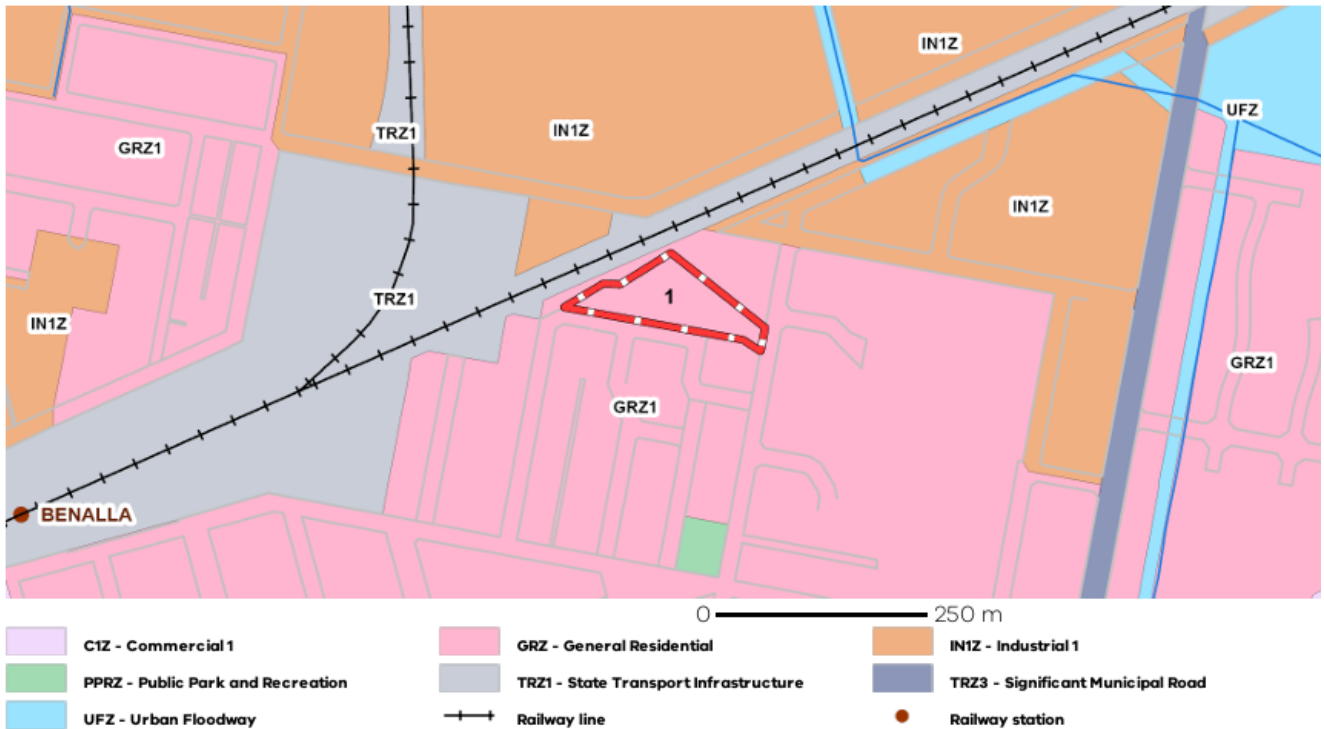 IN1Z
UFZ
TRZ1
IN1Z
GRZ1
IN1Z
1
TRZ1
IN1Z
GRZ1
GRZ1
BENALLA
0 250 m
C1Z - Commercial 1 GRZ - General Residential IN1Z - Industrial 1
PPRZ - Public Park and Recreation TRZ1 - State Transport Infrastructure TRZ3 - Significant Municipal Road
UFZ - Urban Floodway Railway line Railway station